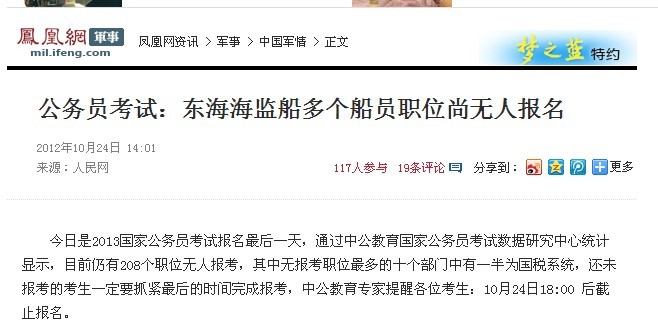 鳳凰網 軍事
mil.ifeng.com
凤凰网资讯 > 军事 > 中国军情 > 正文
梦之蓝 特约
公务员考试：东海海监船多个船员职位尚无人报名
2012年10月24日 14:01
来源：人民网
117人参与 19条评论 分享到： 更多
今日是2013国家公务员考试报名最后一天，通过中公教育国家公务员考试数据研究中心统计
显示，目前仍有208个职位无人报考，其中无报考职位最多的十个部门中有一半为国税系统，还未
报考的考生一定要抓紧最后的时间完成报考，中公教育专家提醒各位考生：10月24日18:00 后截
止报名。